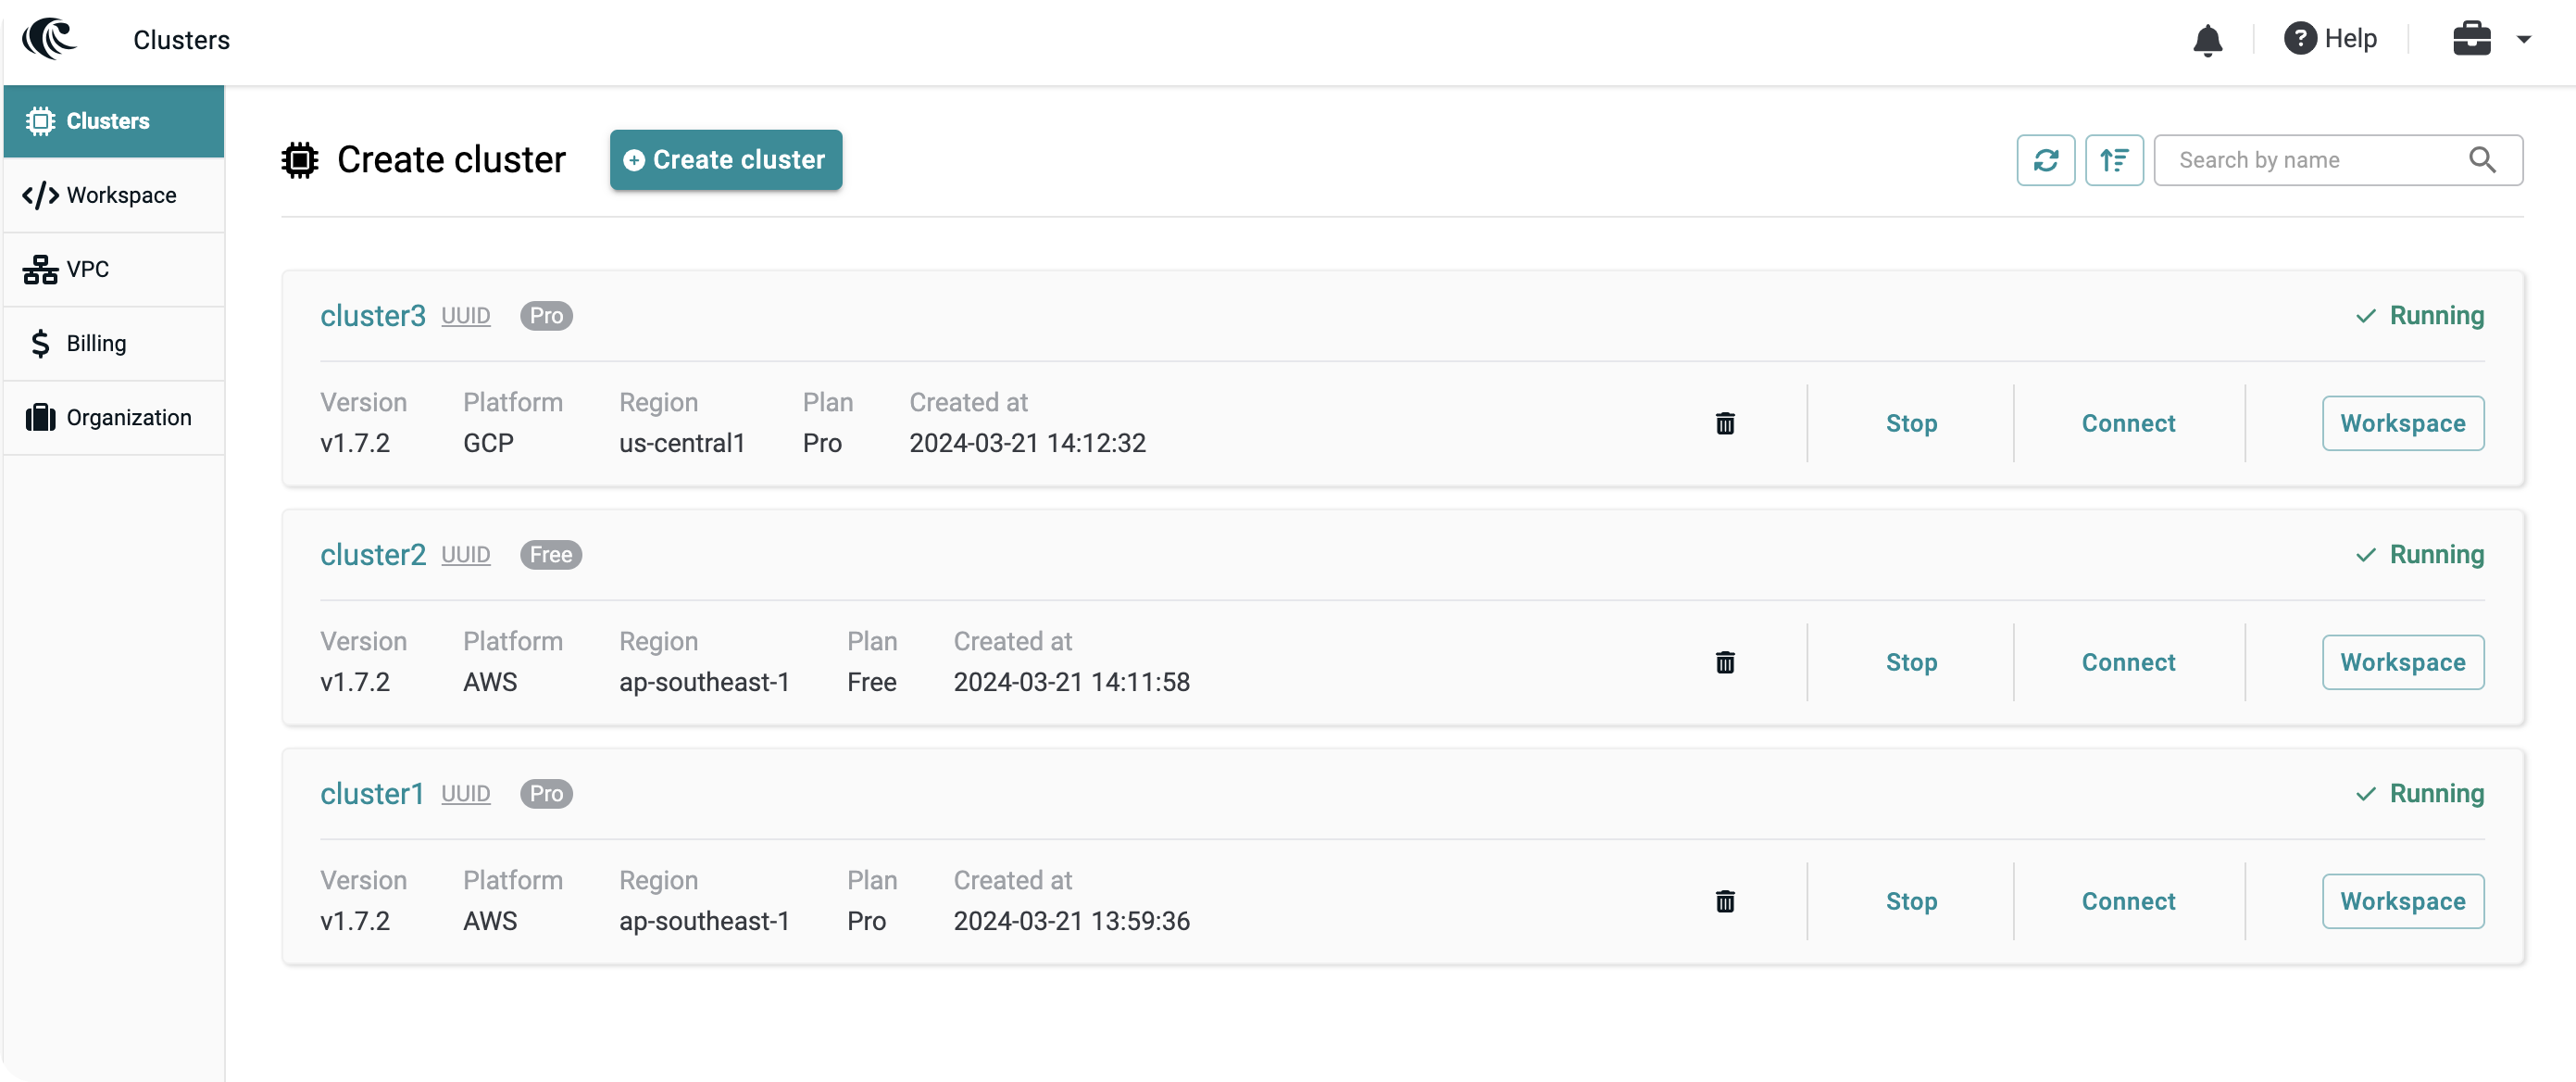 Clusters
Help
Clusters
Workspace
VPC
Billing
Organization
Create cluster
Create cluster
Search by name
cluster3 UUID Pro
Running
Version Platform Region Plan Created at
v1.7.2 GCP us-central1 Pro 2024-03-21 14:12:32
Stop Connect Workspace
cluster2 UUID Free
Running
Version Platform Region Plan Created at
v1.7.2 AWS ap-southeast-1 Free 2024-03-21 14:11:58
Stop Connect Workspace
cluster1 UUID Pro
Running
Version Platform Region Plan Created at
v1.7.2 AWS ap-southeast-1 Pro 2024-03-21 13:59:36
Stop Connect Workspace